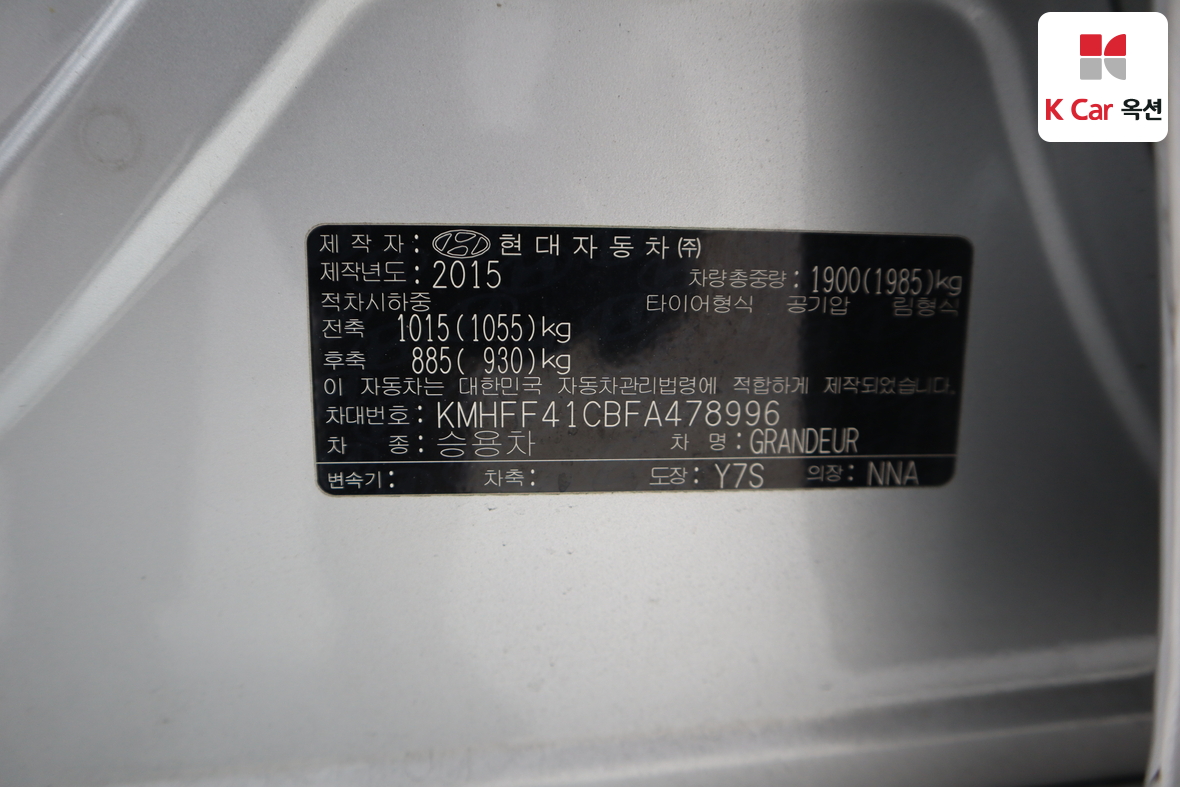 K Car 옥션
제 작 자 : 현 대 자 동 차 ㈜
제작년도 : 2015 차량총중량 : 1900(1985)kg
적차시하중 타이어형식 공기압 림형식
전축 1015(1055)kg
후축 885( 930)kg
이 자동차는 대한민국 자동차관리법령에 적합하게 제작되었습니다.
차대번호 : KMHFF41CBFA478996
차 종 : 승용차 차 명 : GRANDEUR
변속기 : 차축 : 도장 : Y7S 의장 : NNA